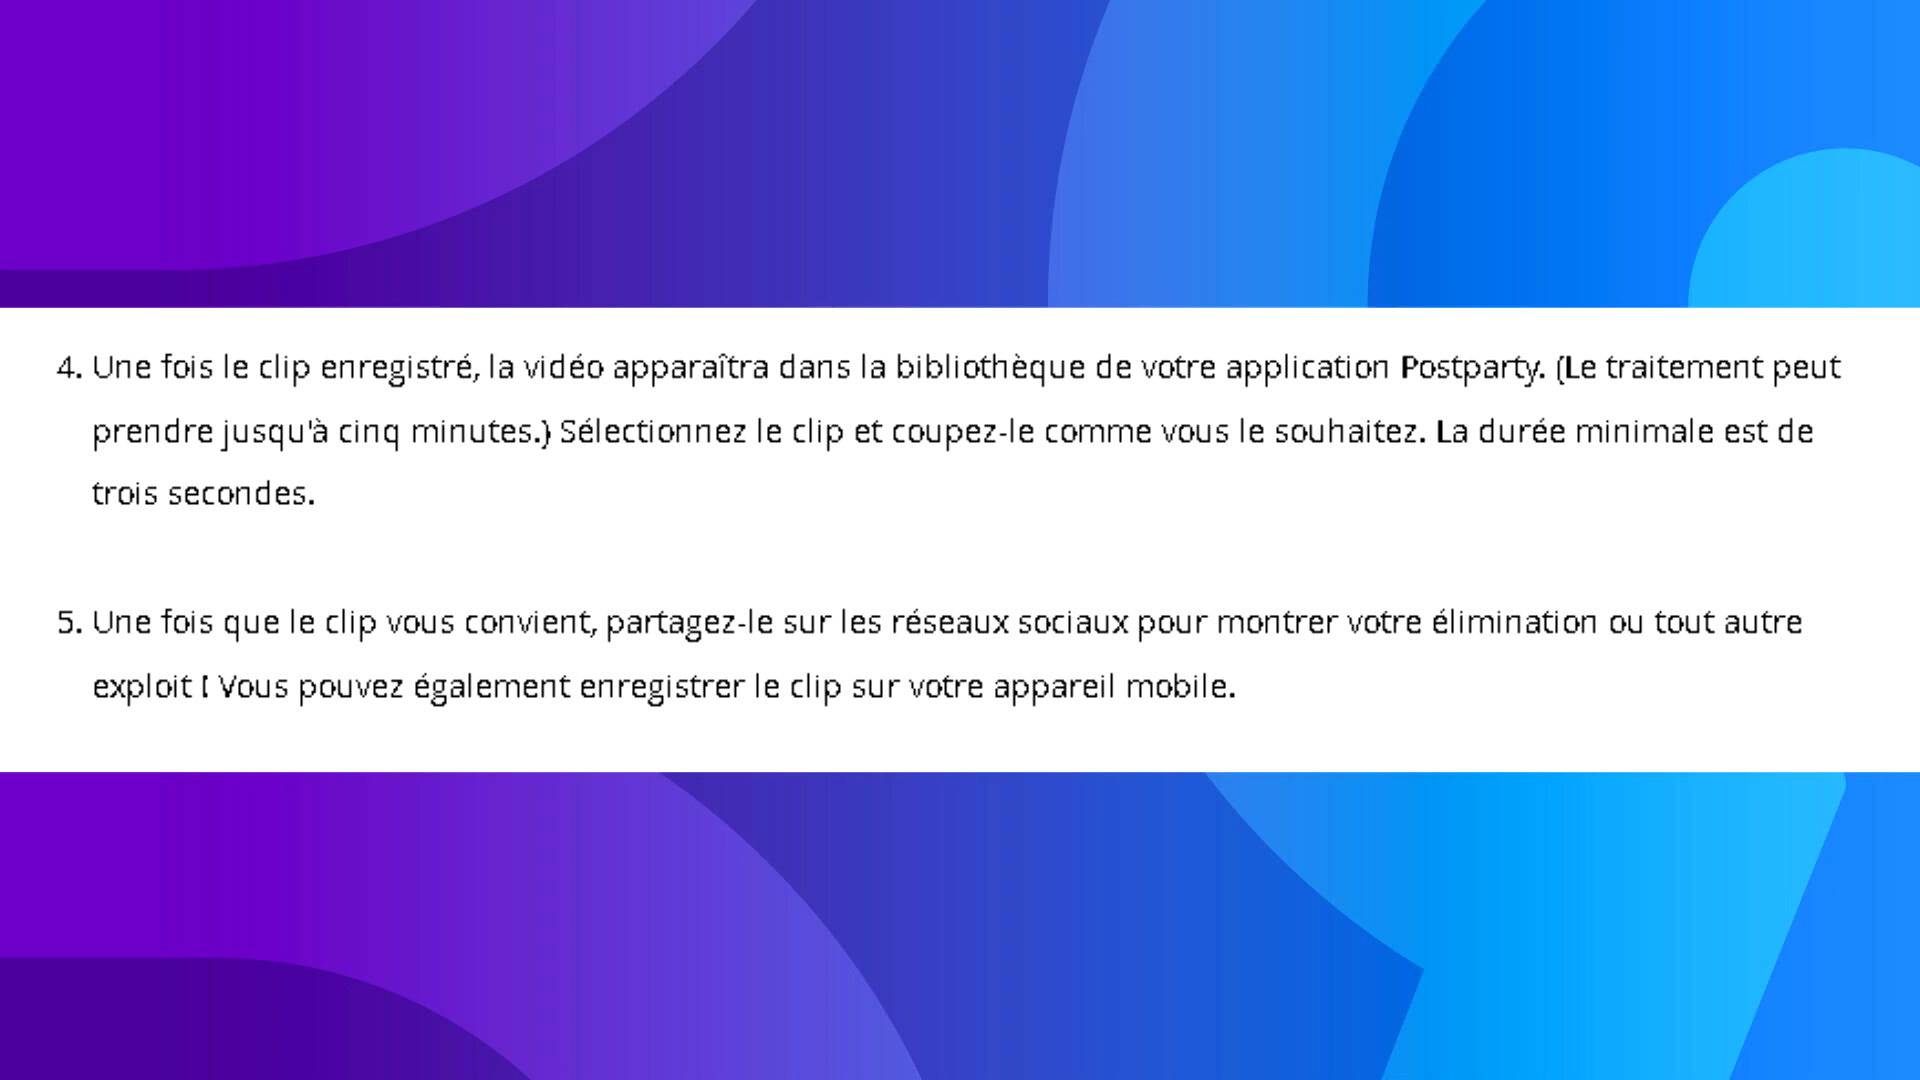 4. Une fois le clip enregistré, la vidéo apparaîtra dans la bibliothèque de votre application Postparty. (Le traitement peut
prendre jusqu'à cinq minutes.) Sélectionnez le clip et coupez-le comme vous le souhaitez. La durée minimale est de
trois secondes.
5. Une fois que le clip vous convient, partagez-le sur les réseaux sociaux pour montrer votre élimination ou tout autre
exploit ! Vous pouvez également enregistrer le clip sur votre appareil mobile.